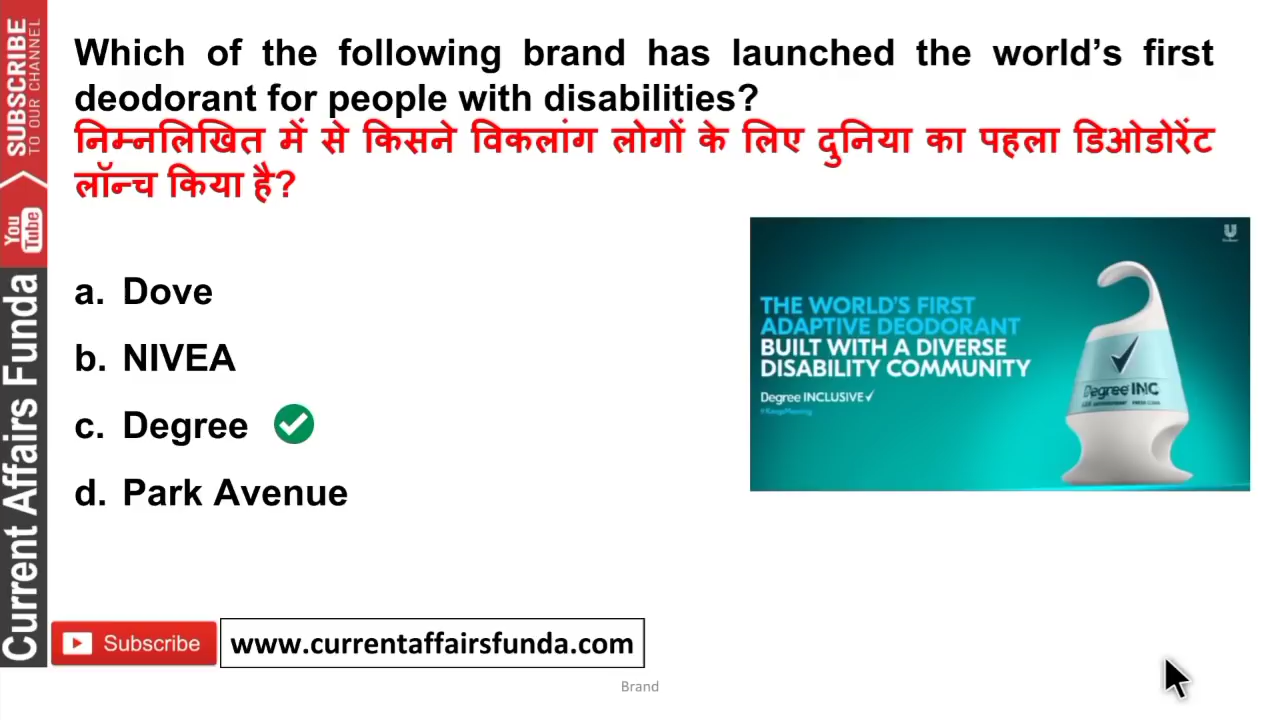 SUBSCRIBE
TO OUR CHANNEL
You
Tube
Current Affairs Funda
Which of the following brand has launched the world's first
deodorant for people with disabilities?
निम्नलिखित में से किसने विकलांग लोगों के लिए दुनिया का पहला डिओडोरेंट
लॉन्च किया है?
a. Dove
b. NIVEA
c. Degree
d. Park Avenue
THE WORLD'S FIRST
ADAPTIVE DEODORANT
BUILT WITH A DIVERSE
DISABILITY COMMUNITY
Degree INCLUSIVE
Degree INC
Subscribe
www.currentaffairsfunda.com
Brand